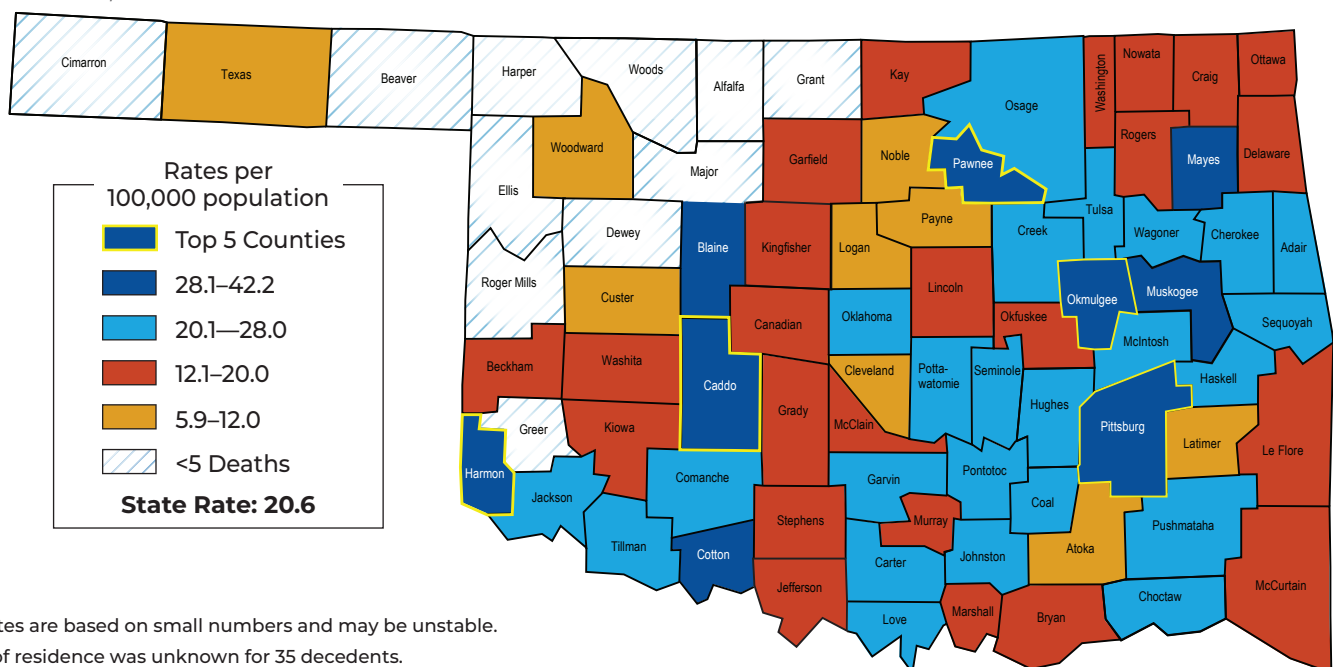 Cimarron
Texas
Beaver
Harper
Woods
Alfalfa
Grant
Kay
Osage
Washington
Nowata
Craig
Ottawa
Woodward
Ellis
Major
Garfield
Noble
Pawnee
Rogers
Mayes
Delaware
Dewey
Blaine
Kingfisher
Logan
Payne
Creek
Tulsa
Wagoner
Cherokee
Adair
Roger Mills
Custer
Canadian
Oklahoma
Lincoln
Okfuskee
Okmulgee
Muskogee
McIntosh
Sequoyah
Beckham
Washita
Caddo
Grady
Cleveland
McClain
Potta-
watomie
Seminole
Hughes
Pittsburg
Haskell
Latimer
Le Flore
Harmon
Greer
Kiowa
Jackson
Comanche
Tillman
Cotton
Stephens
Jefferson
Garvin
Murray
Carter
Love
Pontotoc
Johnston
Marshall
Coal
Atoka
Bryan
Pushmataha
Choctaw
McCurtain
Rates per
100,000 population
Top 5 Counties
28.1–42.2
20.1—28.0
12.1–20.0
5.9–12.0
<5 Deaths
State Rate: 20.6
are based on small numbers and may be unstable.
of residence was unknown for 35 decedents.